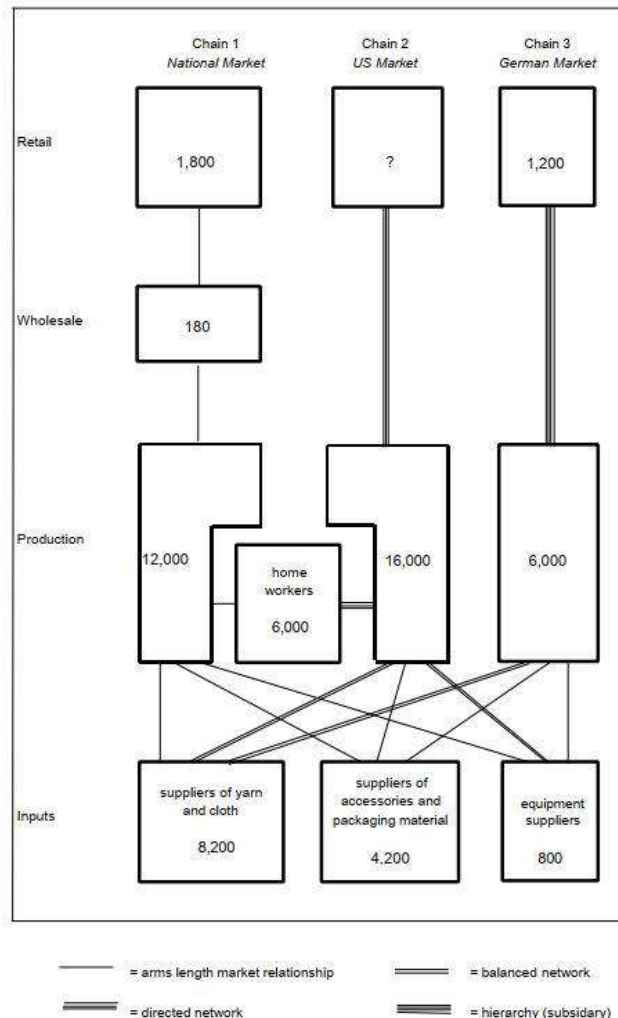 Chain 1
National Market
Chain 2
US Market
Chain 3
German Market
Retail
1,800
?
1,200
Wholesale
180
Production
12,000
home
workers
6,000
16,000
6,000
Inputs
suppliers of yarn
and cloth
8,200
suppliers of
accessories and
packaging material
4,200
equipment
suppliers
800
= arms length market relationship
= balanced network
= directed network
= hierarchy (subsidary)